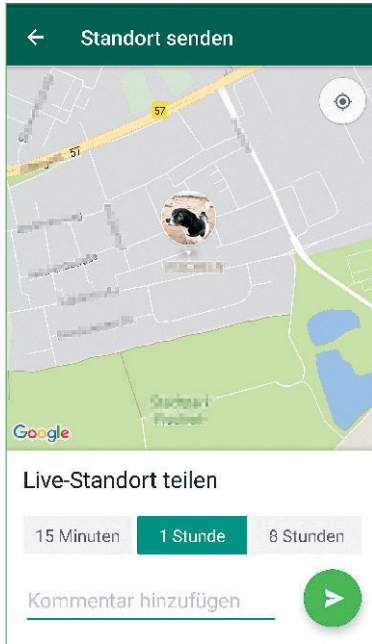 Standort senden
57
57
Google
Live-Standort teilen
15 Minuten 1 Stunde 8 Stunden
Kommentar hinzufügen